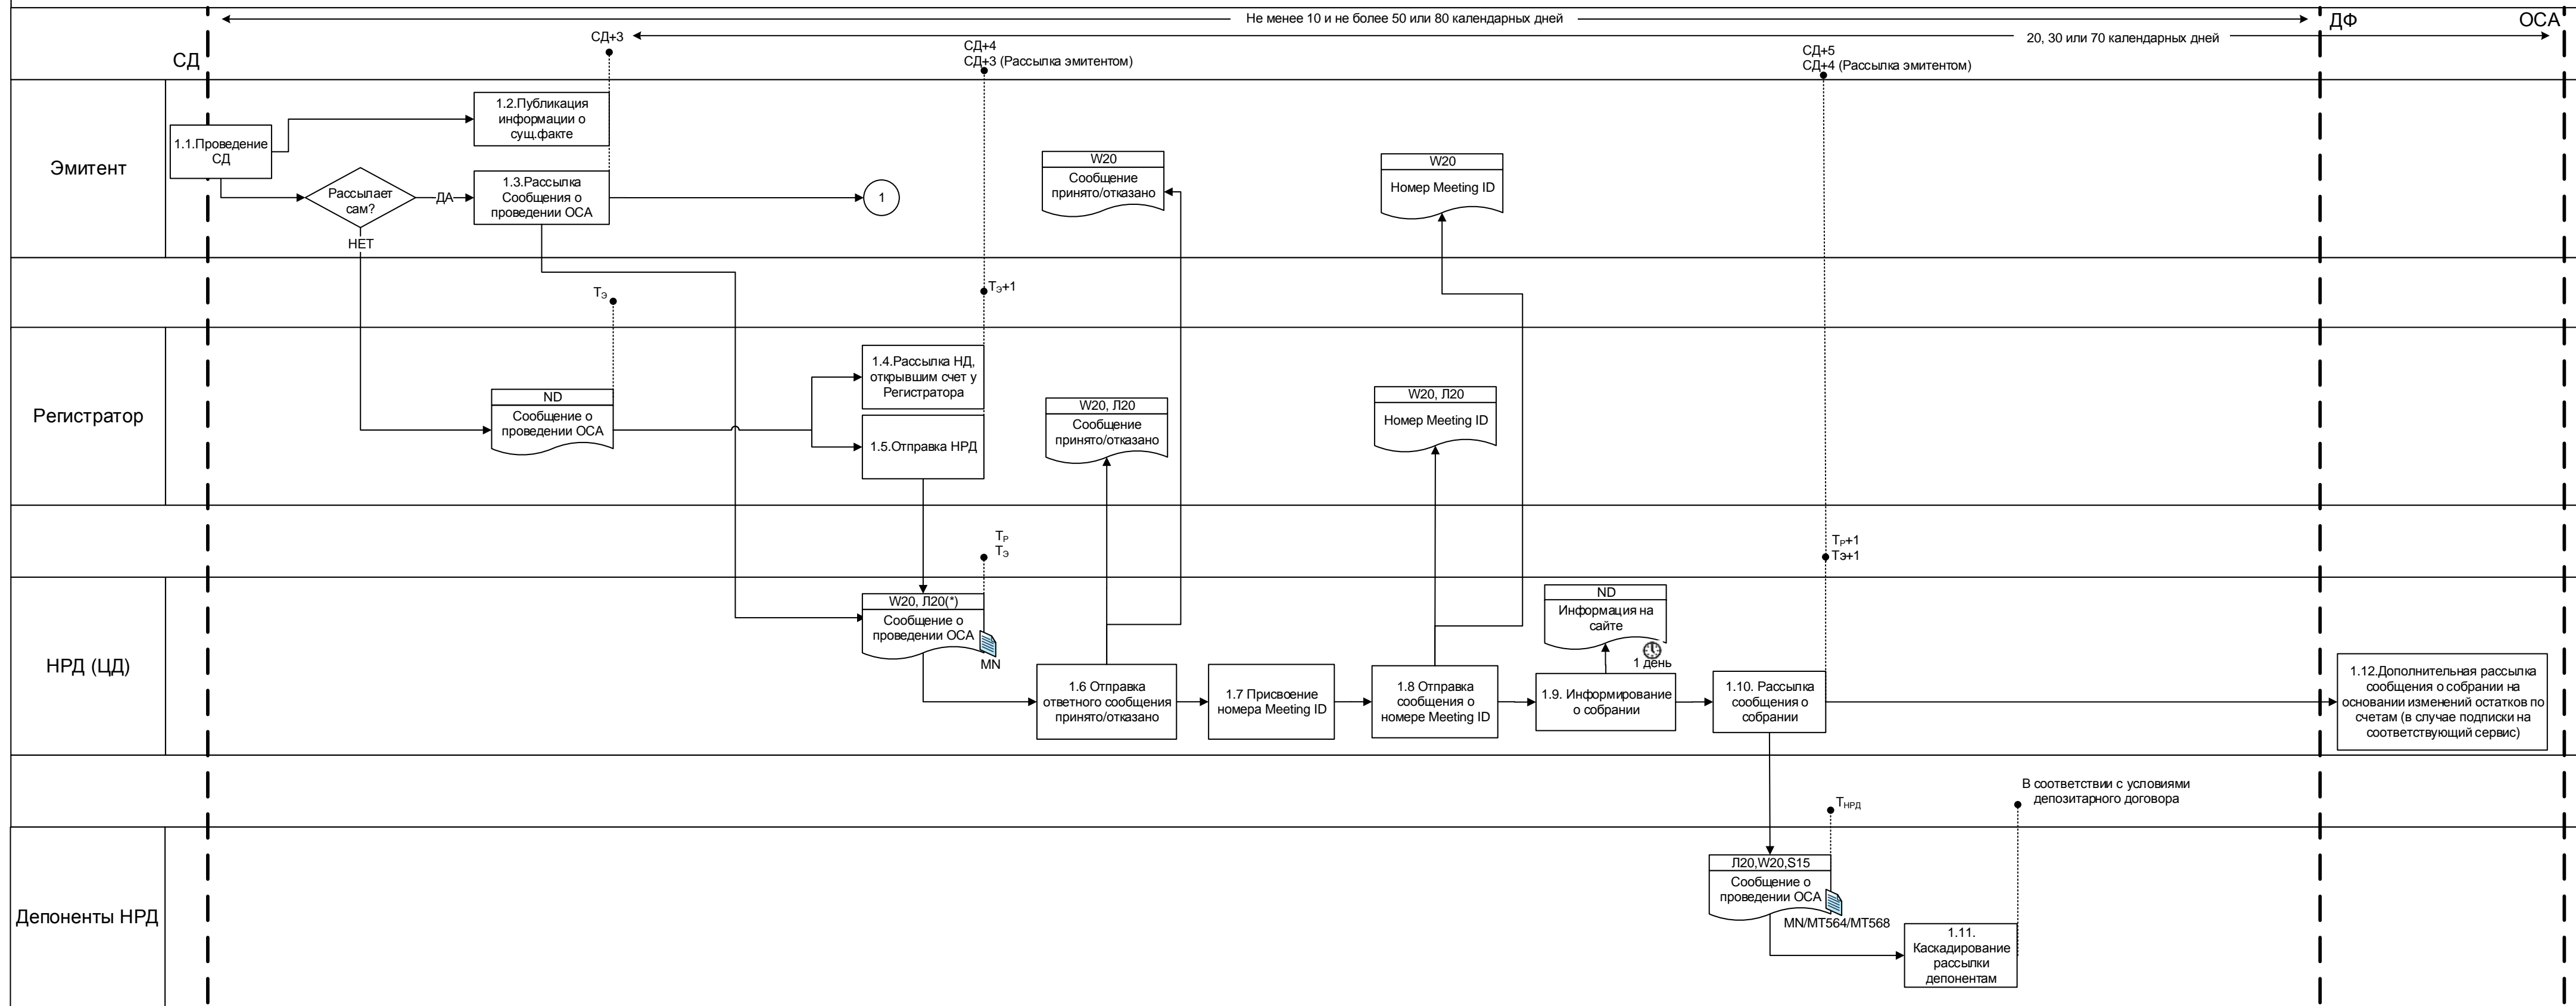 Не менее 10 и не более 50 или 80 календарных дней
ДФ
ОСА
СД+3
20, 30 или 70 календарных дней
СД
СД+4
СД+3 (Рассылка эмитентом)
СД+5
СД+4 (Рассылка эмитентом)
Эмитент
1.1.Проведение
СД
1.2.Публикация
информации о
сущ.факте
Рассылает
сам?
ДА
НЕТ
1.3.Рассылка
Сообщения о
проведении ОСА
1
W20
Сообщение
принято/отказано
W20
Номер Meeting ID
TЭ
TЭ+1
Регистратор
ND
Сообщение о
проведении ОСА
1.4.Рассылка НД,
открывшим счет у
Регистратора
1.5.Отправка НРД
W20, Л20
Сообщение
принято/отказано
W20, Л20
Номер Meeting ID
TР
TЭ
TР+1
Tэ+1
НРД (ЦД)
W20, Л20(*)
Сообщение о
проведении ОСА
MN
1.6 Отправка
ответного сообщения
принято/отказано
1.7 Присвоение
номера Meeting ID
1.8 Отправка
сообщения о
номере Meeting ID
ND
Информация на
сайте
1 день
1.9. Информирование
о собрании
1.10. Рассылка
сообщения о
собрании
1.12.Дополнительная рассылка
сообщения о собрании на
основании изменений остатков по
счетам (в случае подписки на
соответствующий сервис)
TНРД
В соответствии с условиями
депозитарного договора
Депоненты НРД
Л20,W20,S15
Сообщение о
проведении ОСА
MN/MT564/MT568
1.11.
Каскадирование
рассылки
депонентам